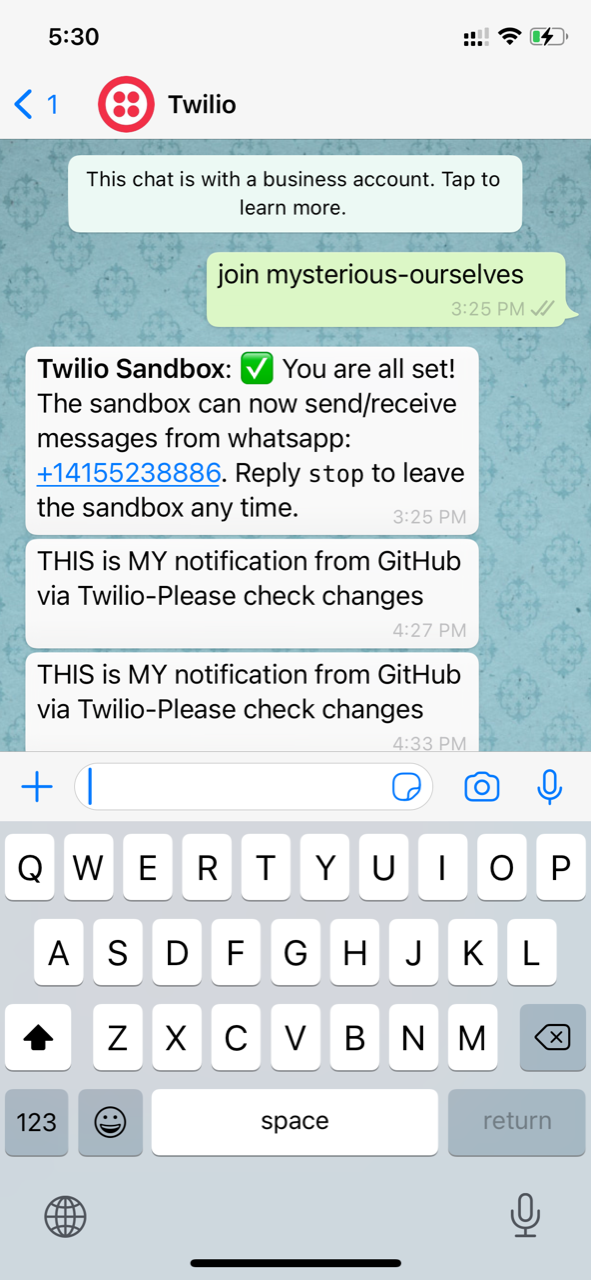 5:30
1 Twilio
This chat is with a business account. Tap to
learn more.
join mysterious-ourselves
3:25 PM
Twilio Sandbox: ✅ You are all set!
The sandbox can now send/receive
messages from whatsapp:
+14155238886. Reply stop to leave
the sandbox any time.
3:25 PM
THIS is MY notification from GitHub
via Twilio-Please check changes
4:27 PM
THIS is MY notification from GitHub
via Twilio-Please check changes
4:33 PM
Q W E R T Y U I O P
A S D F G H J K L
Z X C V B N M
123 space return